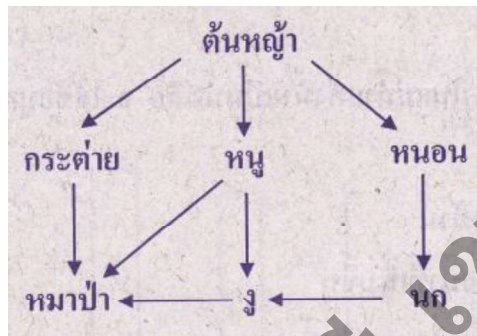 ต้นหญ้า
กระต่าย หนู หนอน
หมาป่า งู นก